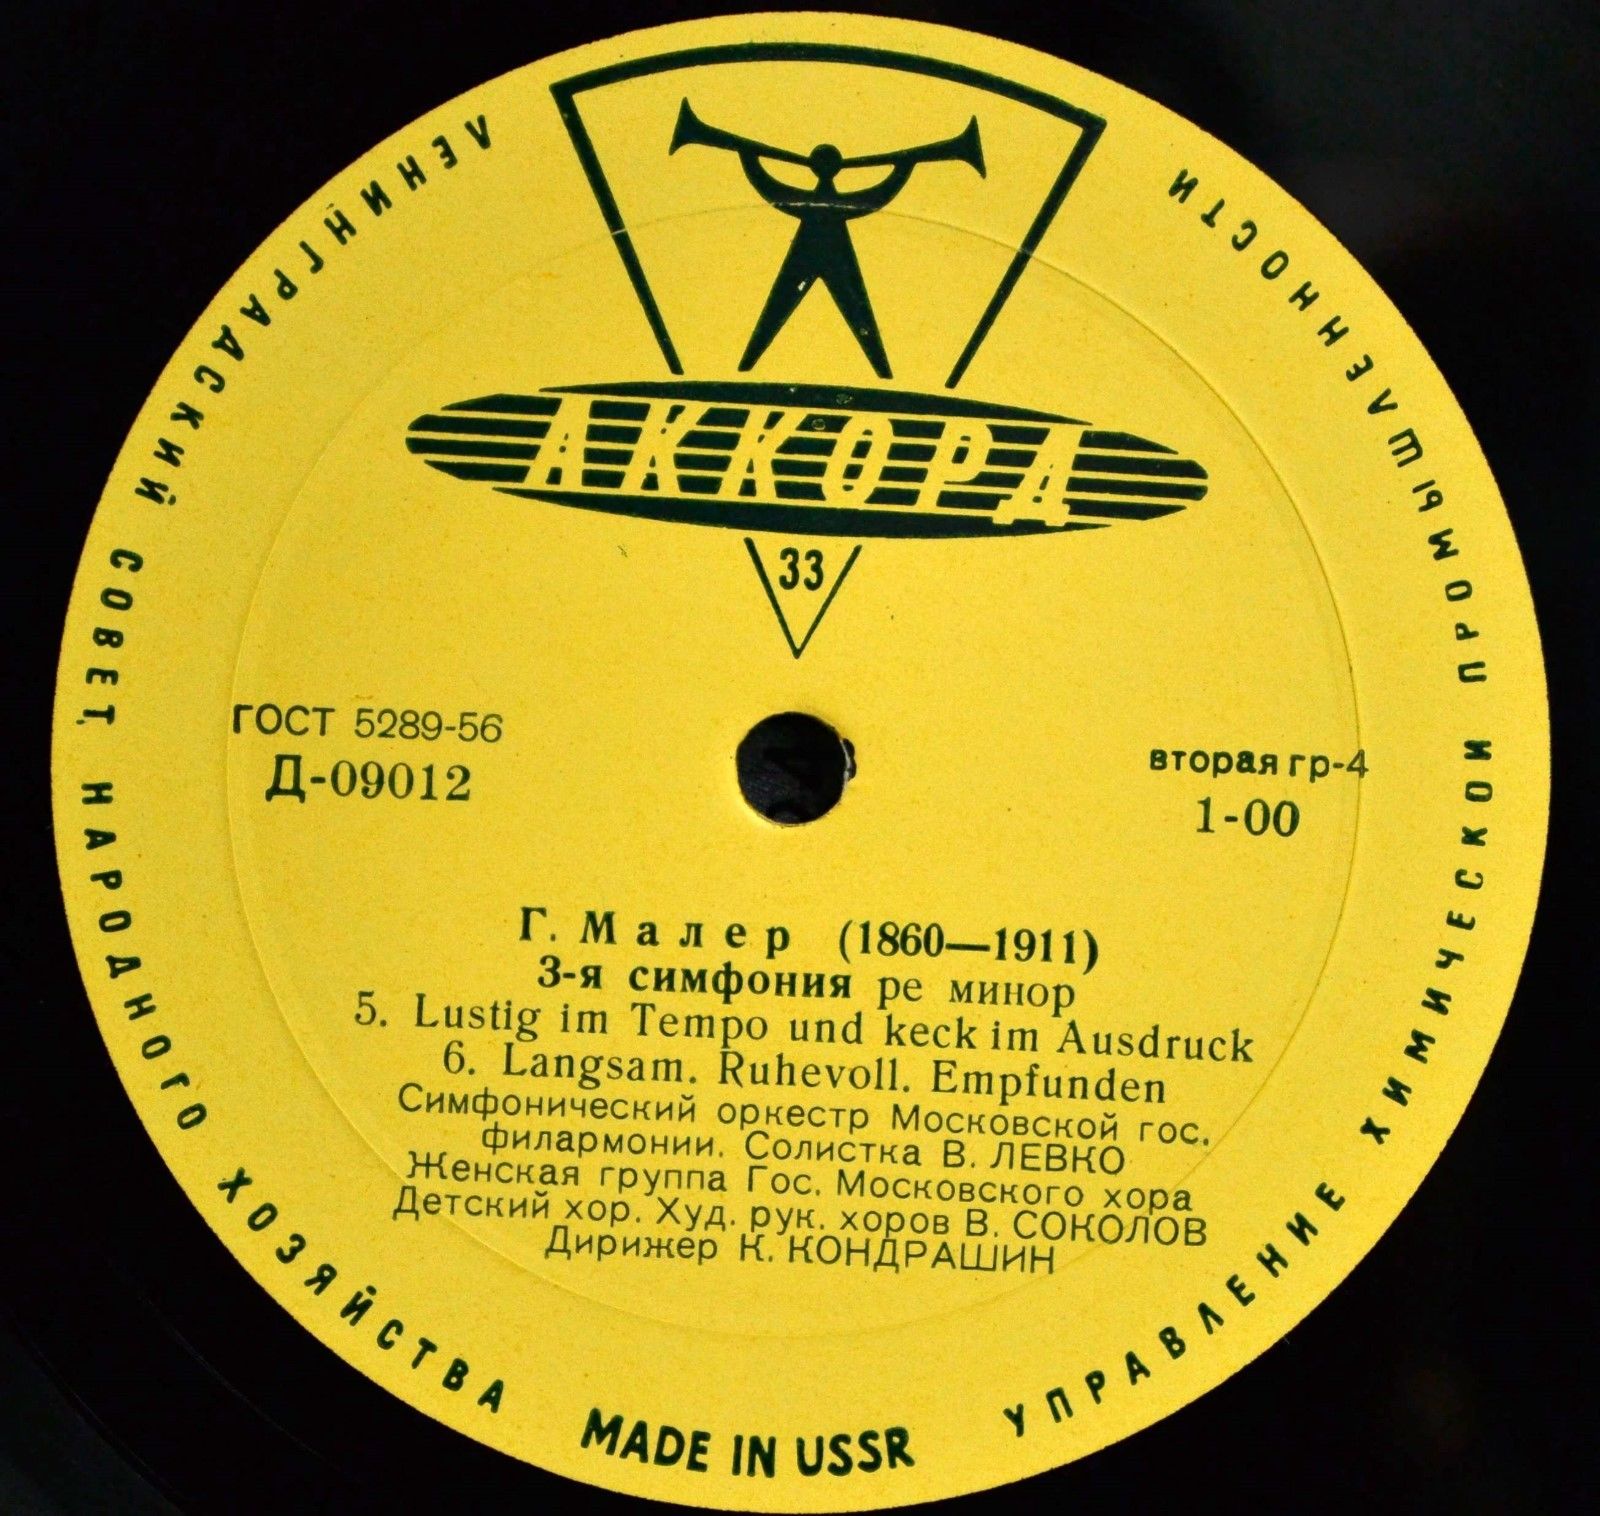 ЛЕНИНГРАДСКИЙ СОВЕТ НАРОДНОГО ХОЗЯЙСТВА
УПРАВЛЕНИЕ ХИМИЧЕСКОЙ ПРОМЫШЛЕННОСТИ
АККОРД
33
ГОСТ 5289-56
Д-09012
вторая гр-4
1-00
Г. Малер (1860—1911)
3-я симфония ре минор
5. Lustig im Tempo und keck im Ausdruck
6. Langsam. Ruhevoll. Empfunden
Симфонический оркестр Московской гос.
филармонии. Солистка В. ЛЕВКО
Женская группа Гос. Московского хора
Детский хор. Худ. рук. хоров В. СОКОЛОВ
Дирижер К. КОНДРАШИН
MADE IN USSR